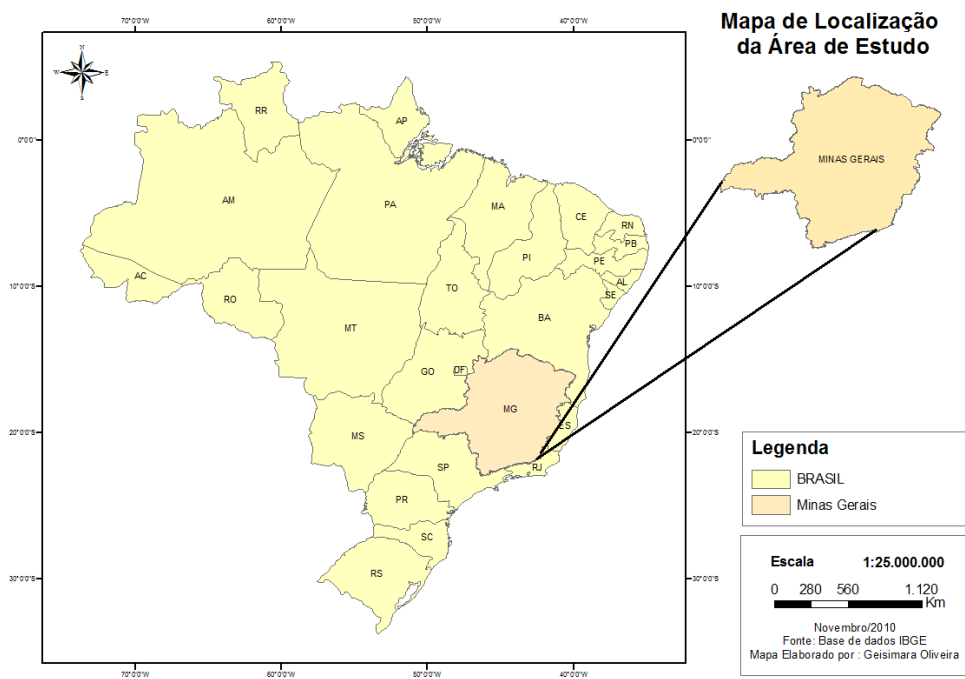 Mapa de Localização
da Área de Estudo
70°0'0"
60°0'0"
50°0'0"
40°0'0"
N
W
E
S
0°0'0"
0°0'0"
RR
AP
AM
PA
MA
CE
RN
PB
PI
PE
AL
SE
AC
RO
TO
BA
MT
GO
DF
MG
ES
MS
SP
RJ
PR
SC
RS
MINAS GERAIS
10°0'0"S
10°0'0"S
20°0'0"S
20°0'0"S
30°0'0"S
30°0'0"S
70°0'0"
60°0'0"
50°0'0"
40°0'0"
Legenda
BRASIL
Minas Gerais
Escala 1:25.000.000
0 280 560 1.120
Km
Novembro/2010
Fonte: Base de dados IBGE
Mapa Elaborado por : Geisimara Oliveira